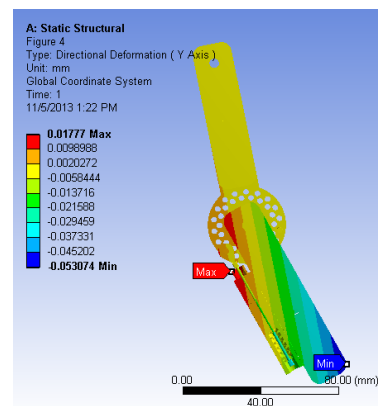 A: Static Structural
Figure 4
Type: Directional Deformation ( Y Axis )
Unit: mm
Global Coordinate System
Time: 1
11/5/2013 1:22 PM
0.01777 Max
0.0098988
0.0020272
-0.0058444
-0.013716
-0.021588
-0.029459
-0.037331
-0.045202
-0.053074 Min
Max
Min
0.00
80.00 (mm)
40.00